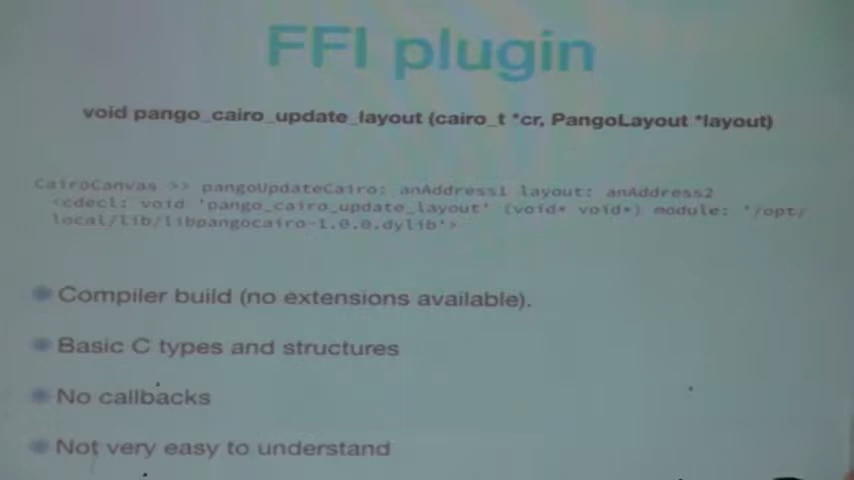 FFI plugin
void pango_cairo_update_layout (cairo_t *cr, PangoLayout *layout)
CairoCanvas >> pangoUpdateCairo: anAddress1 layout: anAddress2
<cdecl: void 'pango_cairo_update_layout' (void* void*) module: '/opt/
local/lib/libpangocairo-1.0.0.dylib'>
Compiler build (no extensions available).
Basic C types and structures
No callbacks
Not very easy to understand